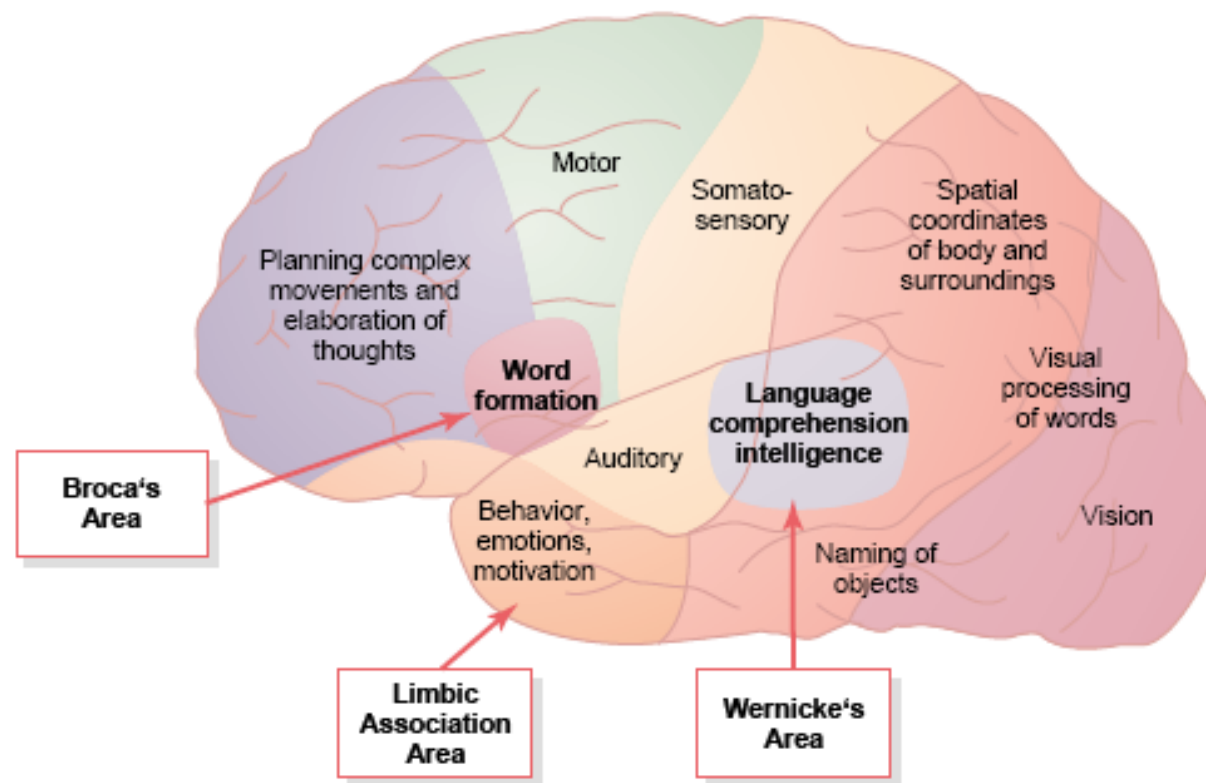 Motor
Somato-
sensory
Spatial
coordinates
of body and
surroundings
Planning complex
movements and
elaboration of
thoughts
Word
formation
Language
comprehension
intelligence
Visual
processing
of words
Auditory
Broca‘s
Area
Behavior,
emotions,
motivation
Vision
Naming of
objects
Limbic
Association
Area
Wernicke‘s
Area